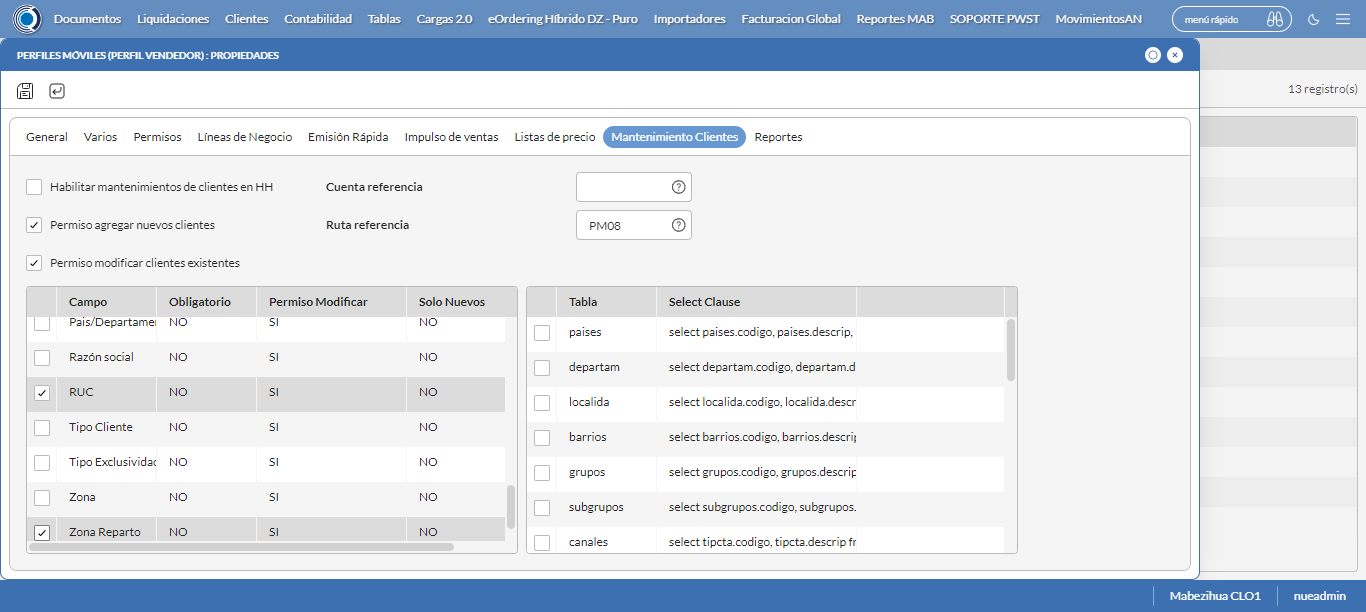 Documentos Liquidaciones Clientes Contabilidad Tablas Cargas 2.0 eOrdering Híbrido DZ - Puro Importadores Facturacion Global Reportes MAB SOPORTE PWST MovimientosAN menú rápido
PERFILES MÓVILES (PERFIL VENDEDOR) : PROPIEDADES
13 registro(s)
General Varios Permisos Líneas de Negocio Emisión Rápida Impulso de ventas Listas de precio Mantenimiento Clientes Reportes
Habilitar mantenimientos de clientes en HH Cuenta referencia
Permiso agregar nuevos clientes Ruta referencia PM08
Permiso modificar clientes existentes
Campo Obligatorio Permiso Modificar Solo Nuevos
Pais/Departamen NO SI NO
Razón social NO SI NO
RUC NO SI NO
Tipo Cliente NO SI NO
Tipo Exclusividad NO SI NO
Zona NO SI NO
Zona Reparto NO SI NO
Tabla Select Clause
paises select paises.codigo, paises.descrip,
departam select departam.codigo, departam.d
localida select localida.codigo, localida.descr
barrios select barrios.codigo, barrios.descrip
grupos select grupos.codigo, grupos.descrip
subgrupos select subgrupos.codigo, subgrupos.
canales select tipcta.codigo, tipcta.descrip fr
Mabezihua CLO1 nueadmin